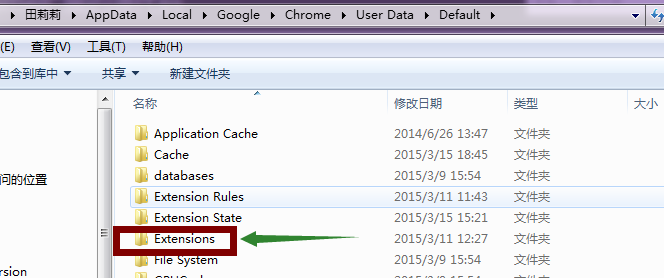 田莉莉 ▸ AppData ▸ Local ▸ Google ▸ Chrome ▸ User Data ▸ Default ▸
(E) 查看(V) 工具(T) 帮助(H)
包含到库中 共享 新建文件夹
名称 修改日期 类型 大小
Application Cache 2014/6/26 13:47 文件夹
Cache 2015/3/15 18:45 文件夹
databases 2015/3/9 15:54 文件夹
问的位置
Extension Rules 2015/3/11 11:43 文件夹
Extension State 2015/3/15 15:21 文件夹
Extensions 2015/3/11 12:27 文件夹
File System 2015/3/9 15:54 文件夹